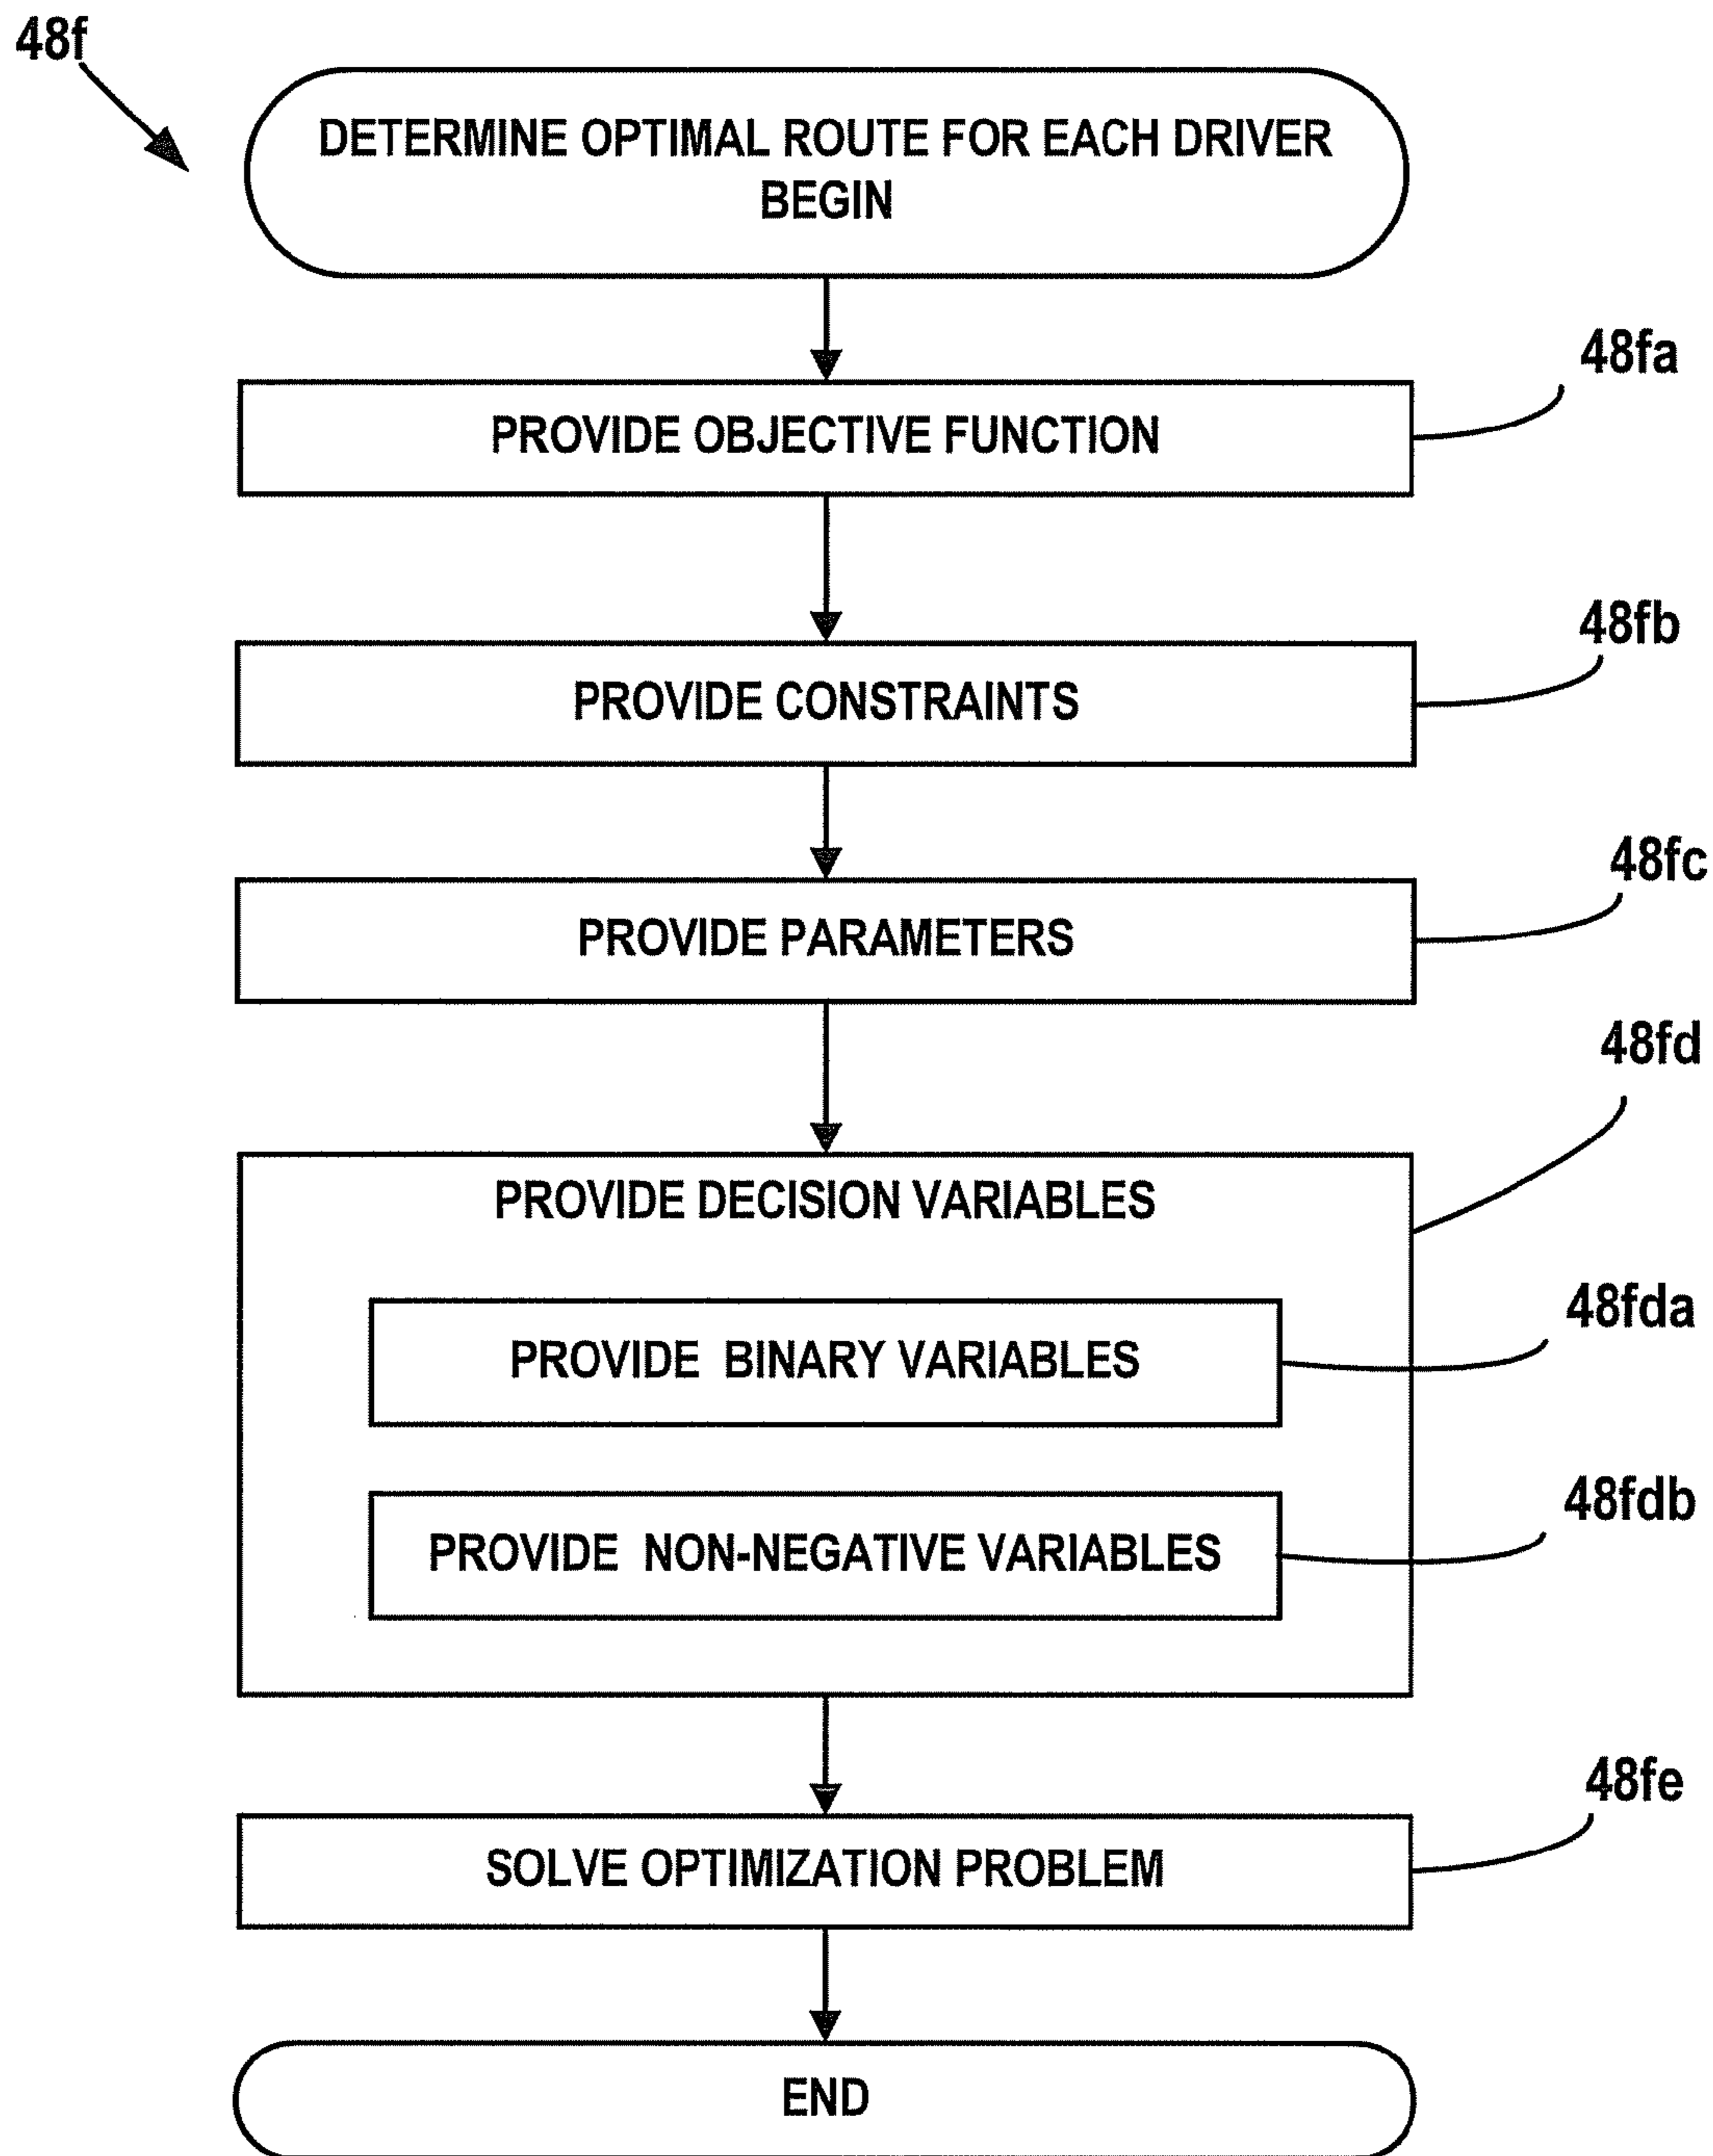 48f
DETERMINE OPTIMAL ROUTE FOR EACH DRIVER
BEGIN
48fa
PROVIDE OBJECTIVE FUNCTION
48fb
PROVIDE CONSTRAINTS
48fc
PROVIDE PARAMETERS
48fd
PROVIDE DECISION VARIABLES
48fda
PROVIDE BINARY VARIABLES
48fdb
PROVIDE NON-NEGATIVE VARIABLES
48fe
SOLVE OPTIMIZATION PROBLEM
END